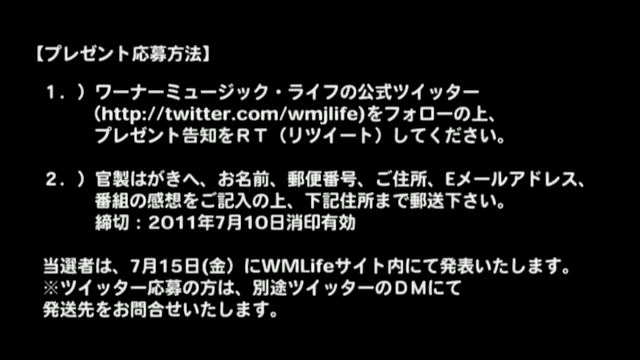 【プレゼント応募方法】
１．）ワーナーミュージック・ライフの公式ツイッター
(http://twitter.com/wmjlife)をフォローの上、
プレゼント告知をＲＴ（リツイート）してください。
２．）官製はがきへ、お名前、郵便番号、ご住所、Eメールアドレス、
番組の感想をご記入の上、下記住所まで郵送下さい。
締切：2011年7月10日消印有効
当選者は、7月15日(金）にWMLifeサイト内にて発表いたします。
※ツイッター応募の方は、別途ツイッターのＤＭにて
発送先をお問合せいたします。